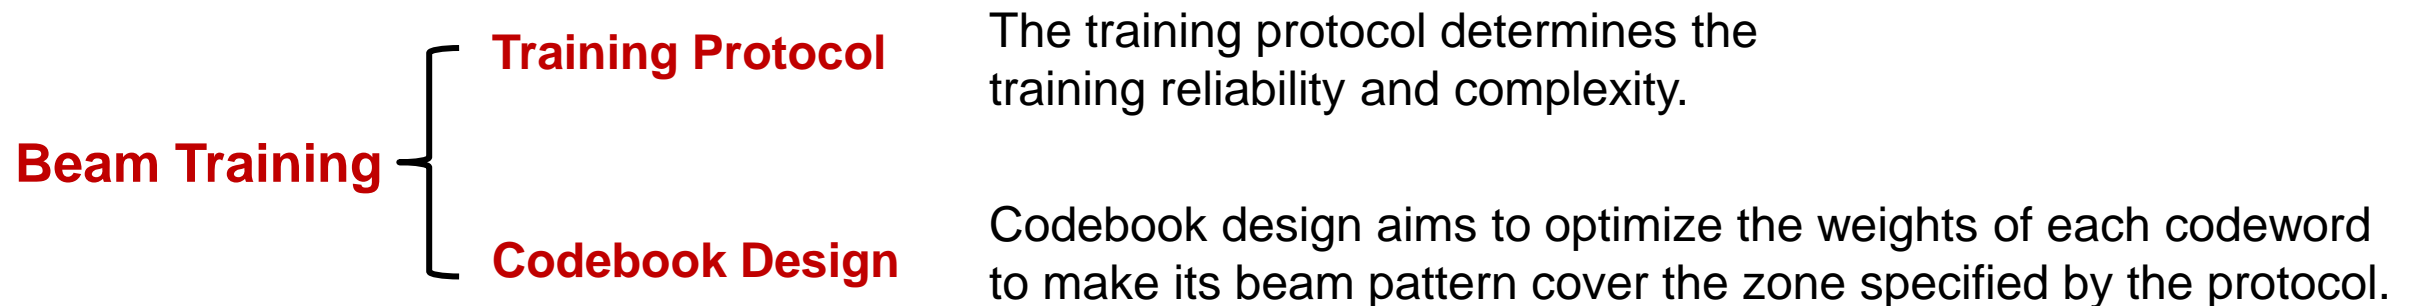 Beam Training
Training Protocol
The training protocol determines the
training reliability and complexity.
Codebook Design
Codebook design aims to optimize the weights of each codeword
to make its beam pattern cover the zone specified by the protocol.